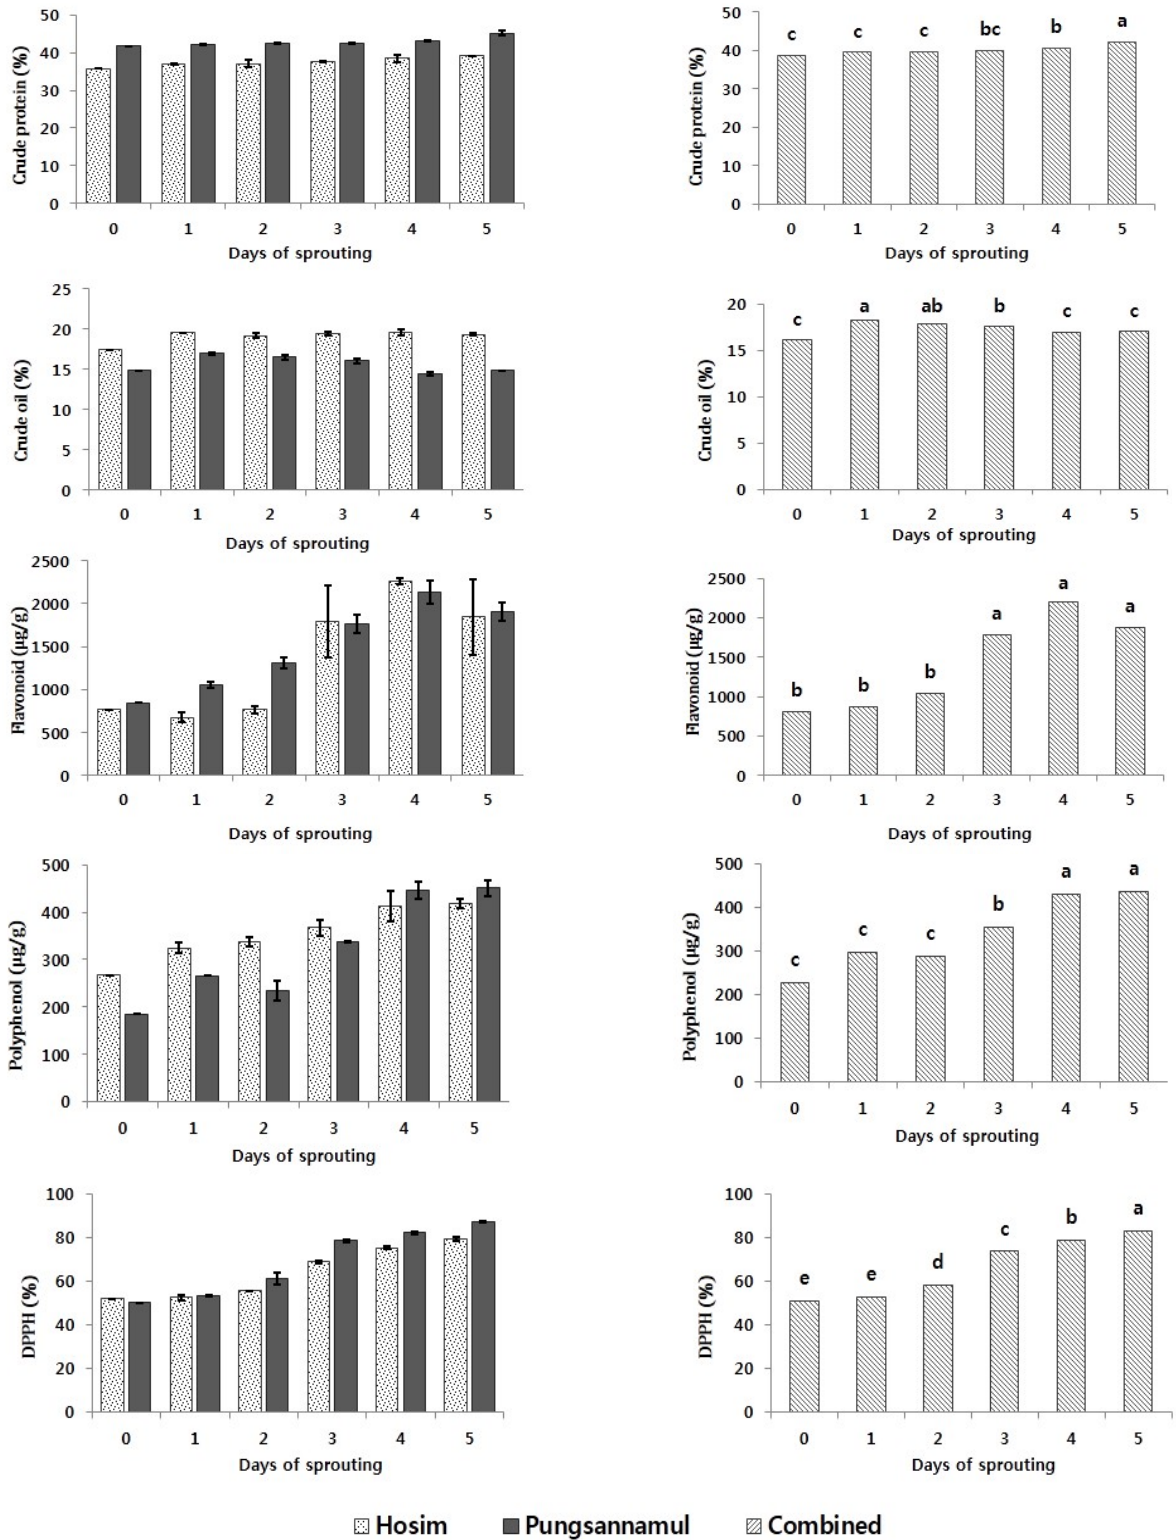 50
40
30
20
10
0
Crude protein (%)
0 1 2 3 4 5
Days of sprouting
50
40
30
20
10
0
Crude protein (%)
c c c bc b a
0 1 2 3 4 5
Days of sprouting
25
20
15
10
5
0
Crude oil (%)
0 1 2 3 4 5
Days of sprouting
20
15
10
5
0
Crude oil (%)
c a ab b c c
0 1 2 3 4 5
Days of sprouting
2500
2000
1500
1000
500
0
Flavonoid (µg/g)
0 1 2 3 4 5
Days of sprouting
2500
2000
1500
1000
500
0
Flavonoid (µg/g)
b b b a a a
0 1 2 3 4 5
Days of sprouting
500
400
300
200
100
0
Polyphenol (µg/g)
0 1 2 3 4 5
Days of sprouting
500
400
300
200
100
0
Polyphenol (µg/g)
c c c b a a
0 1 2 3 4 5
Days of sprouting
100
80
60
40
20
0
DPPH (%)
0 1 2 3 4 5
Days of sprouting
100
80
60
40
20
0
DPPH (%)
e e d c b a
0 1 2 3 4 5
Days of sprouting
Hosim Pungsannamul Combined